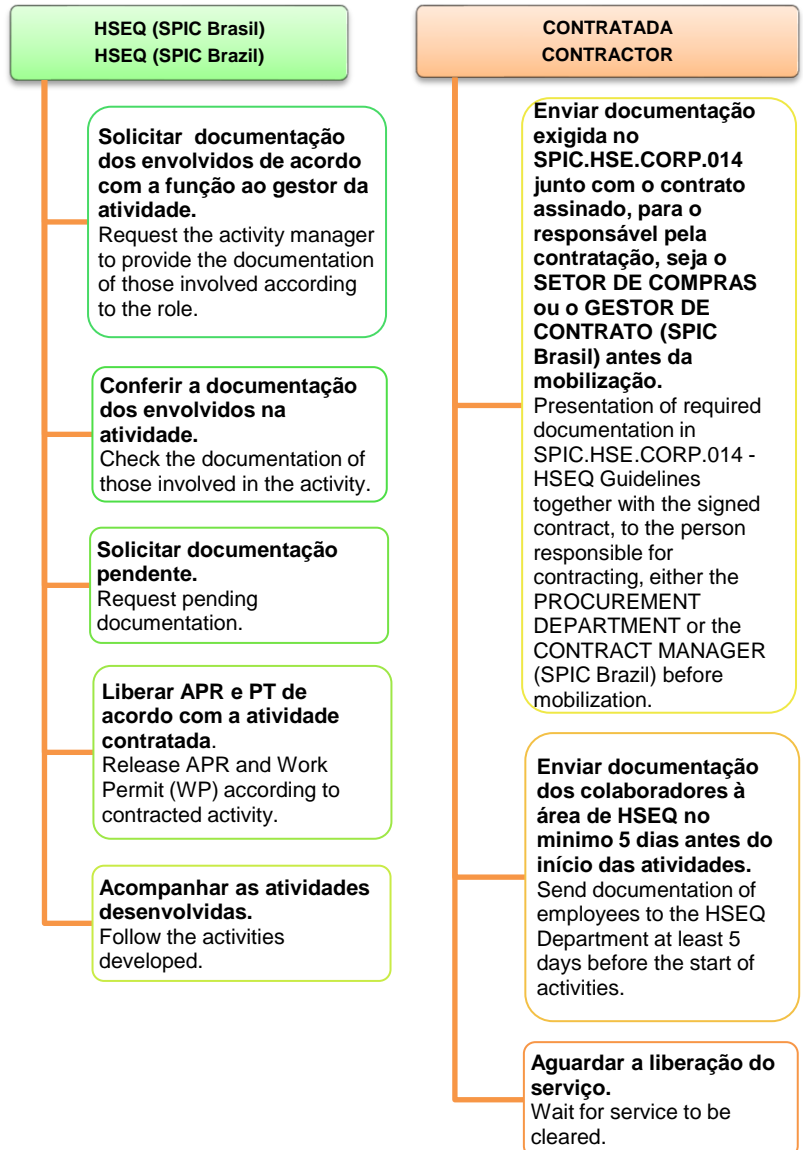 HSEQ (SPIC Brasil)
HSEQ (SPIC Brazil)
Solicitar documentação
dos envolvidos de acordo
com a função ao gestor da
atividade.
Request the activity manager
to provide the documentation
of those involved according
to the role.
Conferir a documentação
dos envolvidos na
atividade.
Check the documentation of
those involved in the activity.
Solicitar documentação
pendente.
Request pending
documentation.
Liberar APR e PT de
acordo com a atividade
contratada.
Release APR and Work
Permit (WP) according to
contracted activity.
Acompanhar as atividades
desenvolvidas.
Follow the activities
developed.
CONTRATADA
CONTRACTOR
Enviar documentação
exigida no
SPIC.HSE.CORP.014
junto com o contrato
assinado, para o
responsável pela
contratação, seja o
SETOR DE COMPRAS
ou o GESTOR DE
CONTRATO (SPIC
Brasil) antes da
mobilização.
Presentation of required
documentation in
SPIC.HSE.CORP.014 -
HSEQ Guidelines
together with the signed
contract, to the person
responsible for
contracting, either the
PROCUREMENT
DEPARTMENT or the
CONTRACT MANAGER
(SPIC Brazil) before
mobilization.
Enviar documentação
dos colaboradores à
área de HSEQ no
minimo 5 dias antes do
início das atividades.
Send documentation of
employees to the HSEQ
Department at least 5
days before the start of
activities.
Aguardar a liberação do
serviço.
Wait for service to be
cleared.